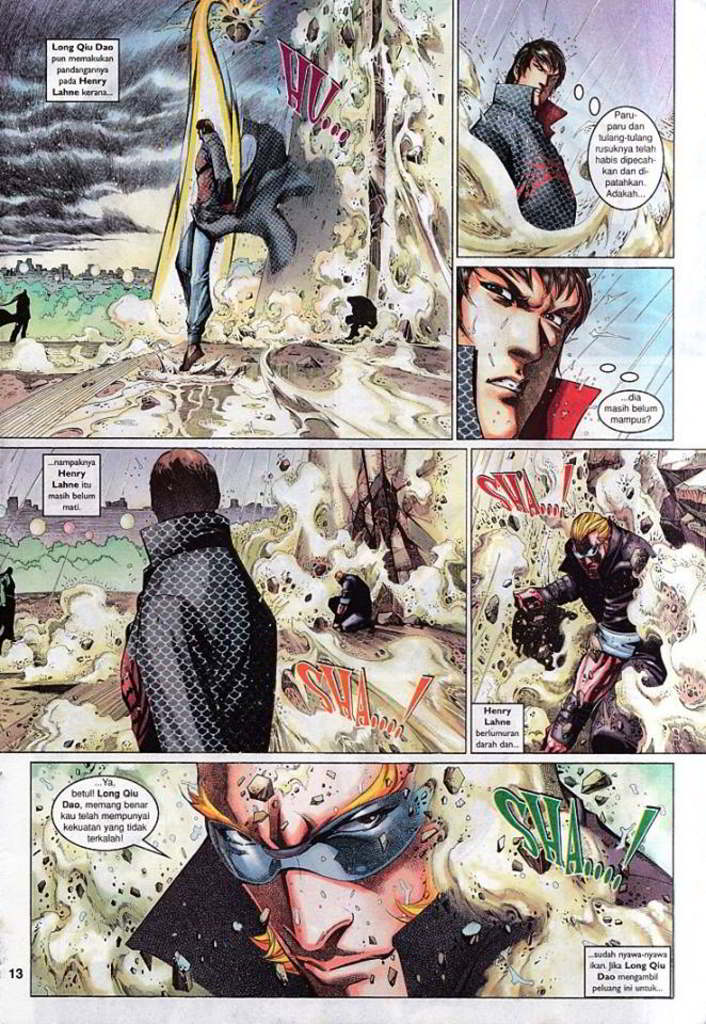 Long Qiu Dao
pun memakukan
pandangannya
pada Henry
Lahne kerana...
HU...
Paru-
paru dan
tulang-tulang
rusuknya telah
habis dipecah-
kan dan di-
patahkan.
Adakah...
...dia
masih belum
mampus?
...nampaknya
Henry
Lahne itu
masih belum
mati.
SHA....!
SHA...!
Henry
Lahne
berlumuran
darah dan...
...Ya,
betul! Long Qiu
Dao, memang benar
kau telah mempunyai
kekuatan yang tidak
terkalah!
SHA....!
...sudah nyawa-nyawa
ikan. Jika Long Qiu
Dao mengambil
peluang ini untuk...
13